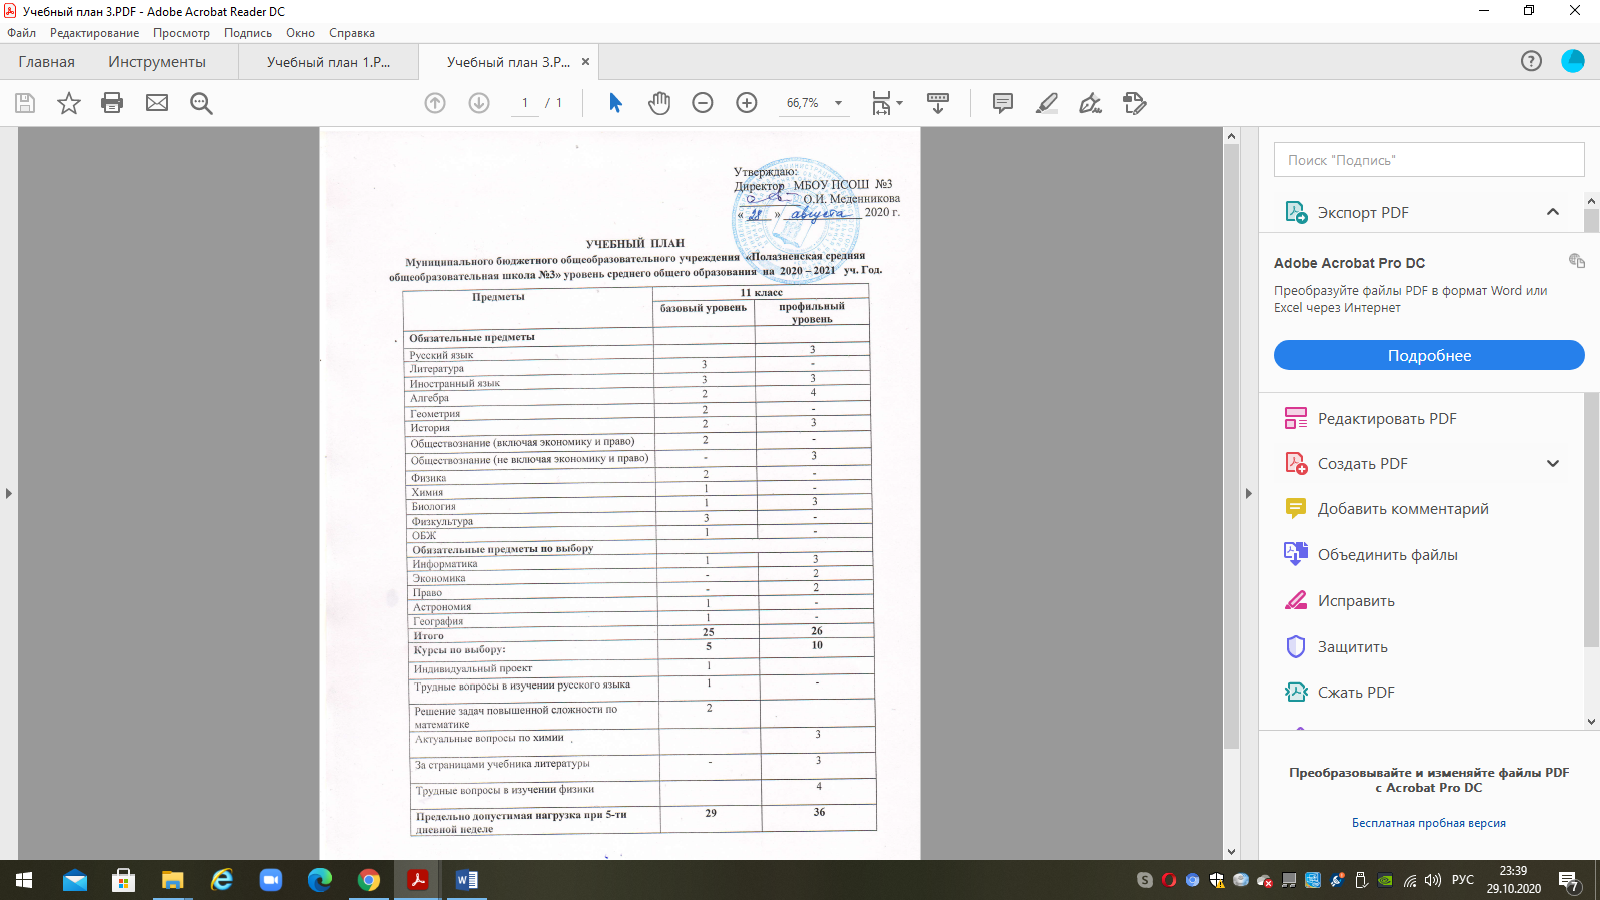 Учебный план 3.PDF - Adobe Acrobat Reader DC
Файл Редактирование Просмотр Подпись Окно Справка
Главная Инструменты Учебный план 1.P... Учебный план 3.P... ×
1 / 1 66,7%
Утверждаю:
Директор МБОУ ПСОШ №3
О.И. Меденникова
« 28 » августа 2020 г.
УЧЕБНЫЙ ПЛАН
Муниципального бюджетного общеобразовательного учреждения «Полазненская средняя
общеобразовательная школа №3» уровень среднего общего образования на 2020 – 2021 уч. Год.
Предметы 11 класс
базовый уровень профильный
уровень
Обязательные предметы
Русский язык 3
Литература 3 -
Иностранный язык 3 3
Алгебра 2 4
Геометрия 2 -
История 2 3
Обществознание (включая экономику и право) 2 -
Обществознание (не включая экономику и право) - 3
Физика 2 -
Химия 1 -
Биология 1 3
Физкультура 3 -
ОБЖ 1 -
Обязательные предметы по выбору
Информатика 1 3
Экономика - 2
Право - 2
Астрономия 1 -
География 1 -
Итого 25 26
Курсы по выбору: 5 10
Индивидуальный проект 1
Трудные вопросы в изучении русского языка 1 -
Решение задач повышенной сложности по 2
математике
Актуальные вопросы по химии 3
За страницами учебника литературы - 3
Трудные вопросы в изучении физики 4
Предельно допустимая нагрузка при 5-ти 29 36
дневной неделе
Поиск "Подпись"
Экспорт PDF
Adobe Acrobat Pro DC
Преобразуйте файлы PDF в формат Word или
Excel через Интернет
Подробнее
Редактировать PDF
Создать PDF
Добавить комментарий
Объединить файлы
Исправить
Защитить
Сжать PDF
Преобразовывайте и изменяйте файлы PDF
с Acrobat Pro DC
Бесплатная пробная версия
РУС
23:39
29.10.2020
7